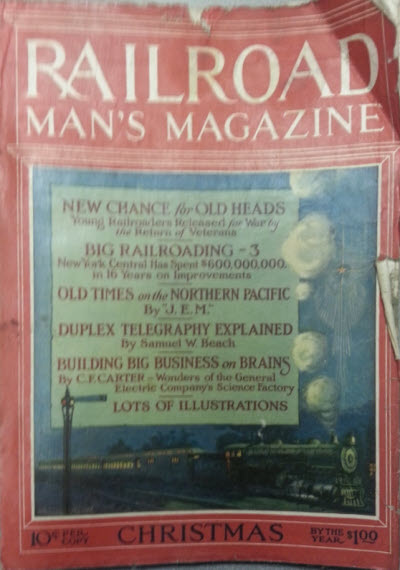 RAILROAD
MAN'S MAGAZINE
NEW CHANCE for OLD HEADS
Young Railroaders Released for War by
the Return of Veterans
BIG RAILROADING - 3
New York Central Has Spent $600,000,000.
in 16 Years on Improvements
OLD TIMES on the NORTHERN PACIFIC
By "J.E.M."
DUPLEX TELEGRAPHY EXPLAINED
By Samuel W. Beach
BUILDING BIG BUSINESS on BRAINS
By C.F. CARTER - Wonders of the General
Electric Company's Science Factory
LOTS OF ILLUSTRATIONS
10¢ PER COPY CHRISTMAS BY THE YEAR $1.00